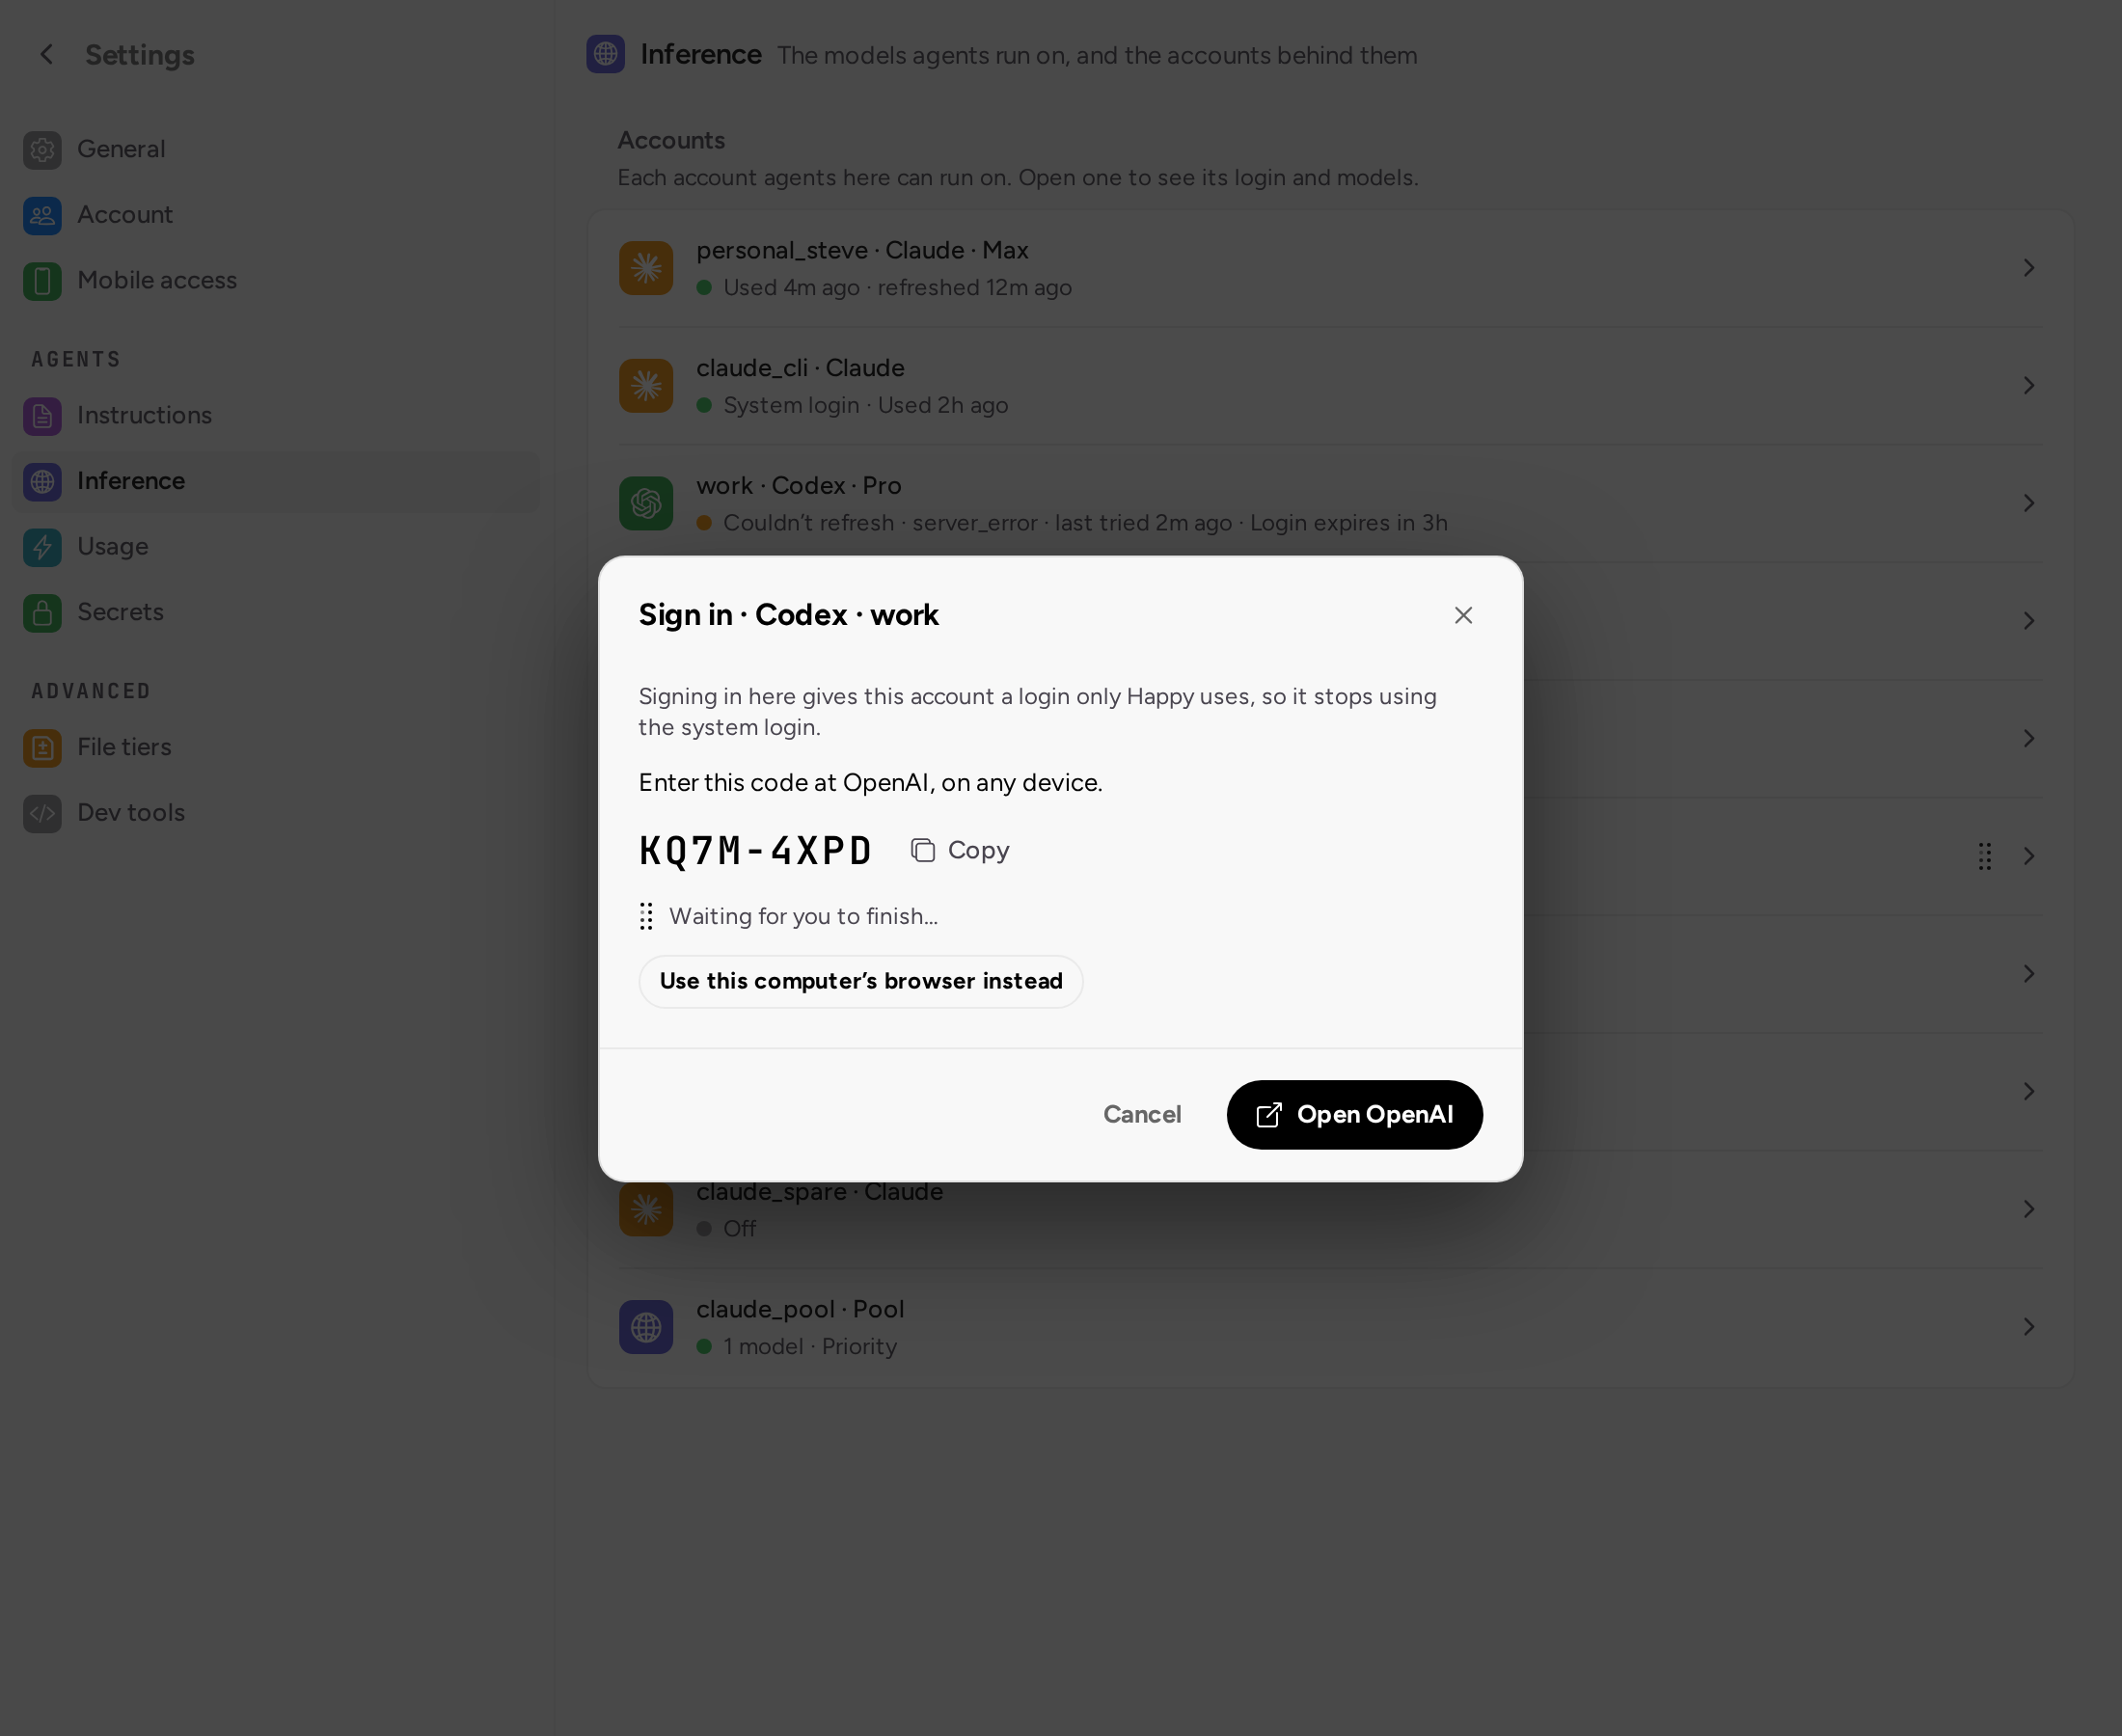 Settings
General
Account
Mobile access
AGENTS
Instructions
Inference
Usage
Secrets
ADVANCED
File tiers
Dev tools
Inference The models agents run on, and the accounts behind them
Accounts
Each account agents here can run on. Open one to see its login and models.
personal_steve · Claude · Max
Used 4m ago · refreshed 12m ago
claude_cli · Claude
System login · Used 2h ago
work · Codex · Pro
Couldn’t refresh · server_error · last tried 2m ago · Login expires in 3h
Sign in · Codex · work
Signing in here gives this account a login only Happy uses, so it stops using
the system login.
Enter this code at OpenAI, on any device.
KQ7M-4XPD Copy
Waiting for you to finish…
Use this computer’s browser instead
Cancel Open OpenAI
claude_spare · Claude
Off
claude_pool · Pool
1 model · Priority